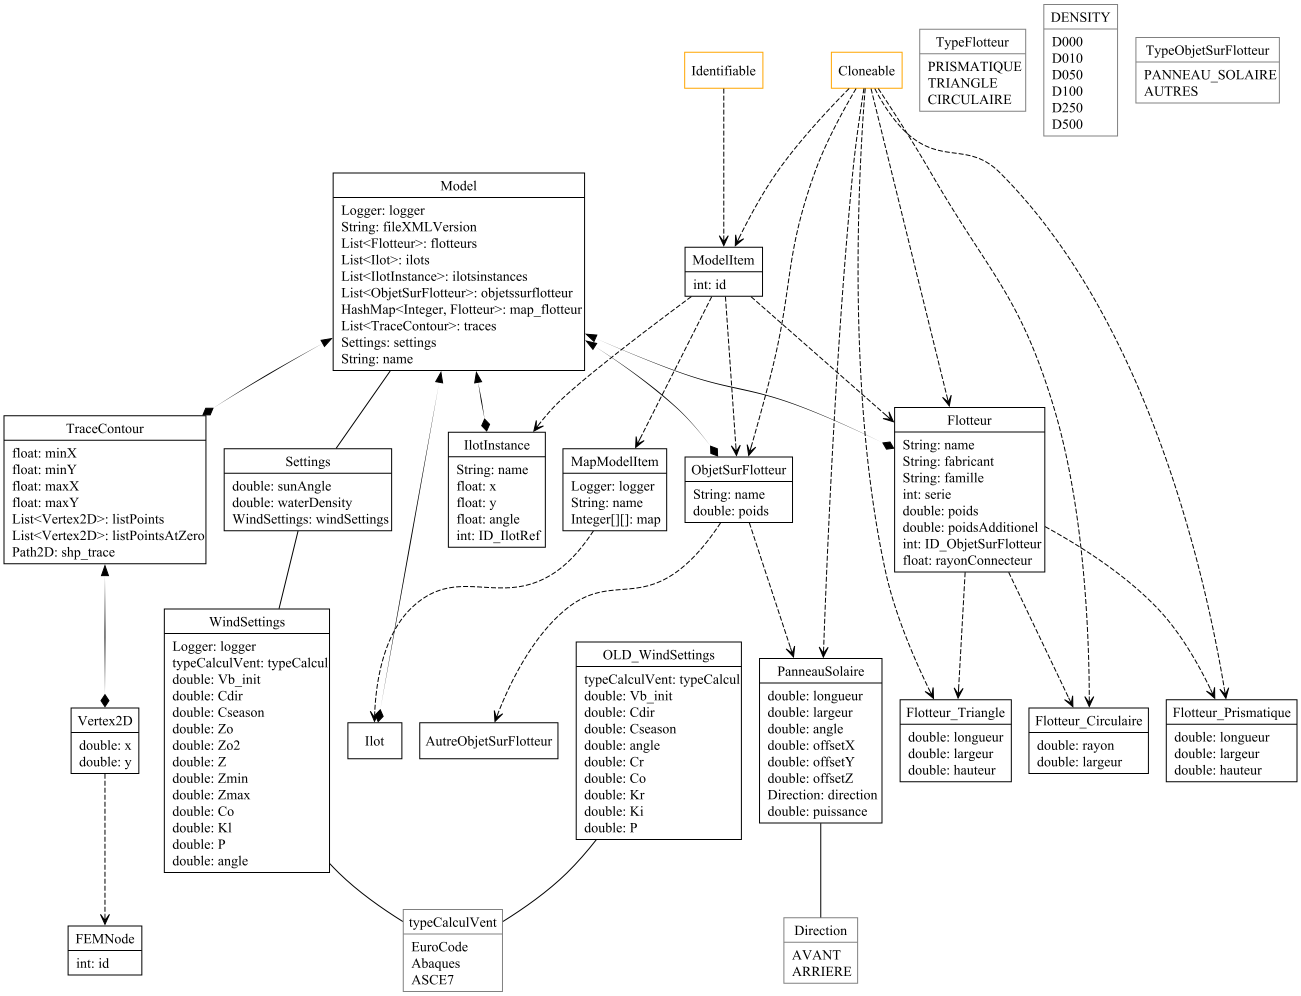 Identifiable
Cloneable
TypeFlotteur
PRISMATIQUE
TRIANGLE
CIRCULAIRE
DENSITY
D000
D010
D050
D100
D250
D500
TypeObjetSurFlotteur
PANNEAU_SOLAIRE
AUTRES
Model
Logger: logger
String: fileXMLVersion
List<Flotteur>: flotteurs
List<Ilot>: ilots
List<IlotInstance>: ilotsinstances
List<ObjetSurFlotteur>: objetssurflotteur
HashMap<Integer, Flotteur>: map_flotteur
List<TraceContour>: traces
Settings: settings
String: name
ModelItem
int: id
TraceContour
float: minX
float: minY
float: maxX
float: maxY
List<Vertex2D>: listPoints
List<Vertex2D>: listPointsAtZero
Path2D: shp_trace
Settings
double: sunAngle
double: waterDensity
WindSettings: windSettings
IlotInstance
String: name
float: x
float: y
float: angle
int: ID_IlotRef
MapModelItem
Logger: logger
String: name
Integer[][]: map
ObjetSurFlotteur
String: name
double: poids
Flotteur
String: name
String: fabricant
String: famille
int: serie
double: poids
double: poidsAdditionel
int: ID_ObjetSurFlotteur
float: rayonConnecteur
WindSettings
Logger: logger
typeCalculVent: typeCalcul
double: Vb_init
double: Cdir
double: Cseason
double: Zo
double: Zo2
double: Z
double: Zmin
double: Zmax
double: Co
double: Kl
double: P
double: angle
OLD_WindSettings
typeCalculVent: typeCalcul
double: Vb_init
double: Cdir
double: Cseason
double: angle
double: Cr
double: Co
double: Kr
double: Ki
double: P
PanneauSolaire
double: longueur
double: largeur
double: angle
double: offsetX
double: offsetY
double: offsetZ
Direction: direction
double: puissance
Vertex2D
double: x
double: y
Ilot
AutreObjetSurFlotteur
Flotteur_Triangle
double: longueur
double: largeur
double: hauteur
Flotteur_Circulaire
double: rayon
double: largeur
Flotteur_Prismatique
double: longueur
double: largeur
double: hauteur
FEMNode
int: id
typeCalculVent
EuroCode
Abaques
ASCE7
Direction
AVANT
ARRIERE